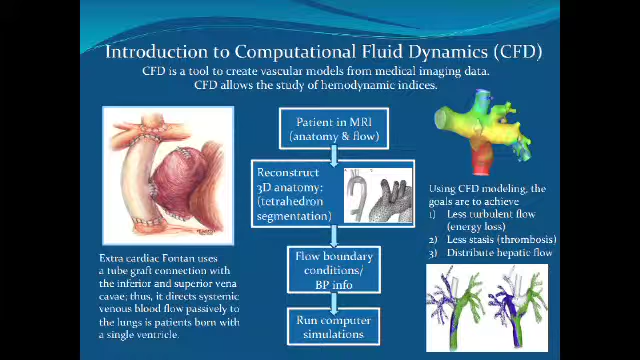 Introduction to Computational Fluid Dynamics (CFD)
CFD is a tool to create vascular models from medical imaging data.
CFD allows the study of hemodynamic indices.
Patient in MRI
(anatomy & flow)
Reconstruct
3D anatomy:
(tetrahedron
segmentation)
Flow boundary
conditions/
BP info
Run computer
simulations
Extra cardiac Fontan uses
a tube graft connection with
the inferior and superior vena
cavae; thus, it directs systemic
venous blood flow passively to
the lungs is patients born with
a single ventricle.
Using CFD modeling, the
goals are to achieve
1) Less turbulent flow
(energy loss)
2) Less stasis (thrombosis)
3) Distribute hepatic flow